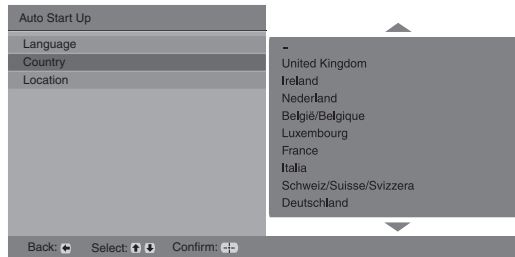 Auto Start Up
Language
Country
Location
-
United Kingdom
Ireland
Nederland
België/Belgique
Luxembourg
France
Italia
Schweiz/Suisse/Svizzera
Deutschland
Back: Select: Confirm: